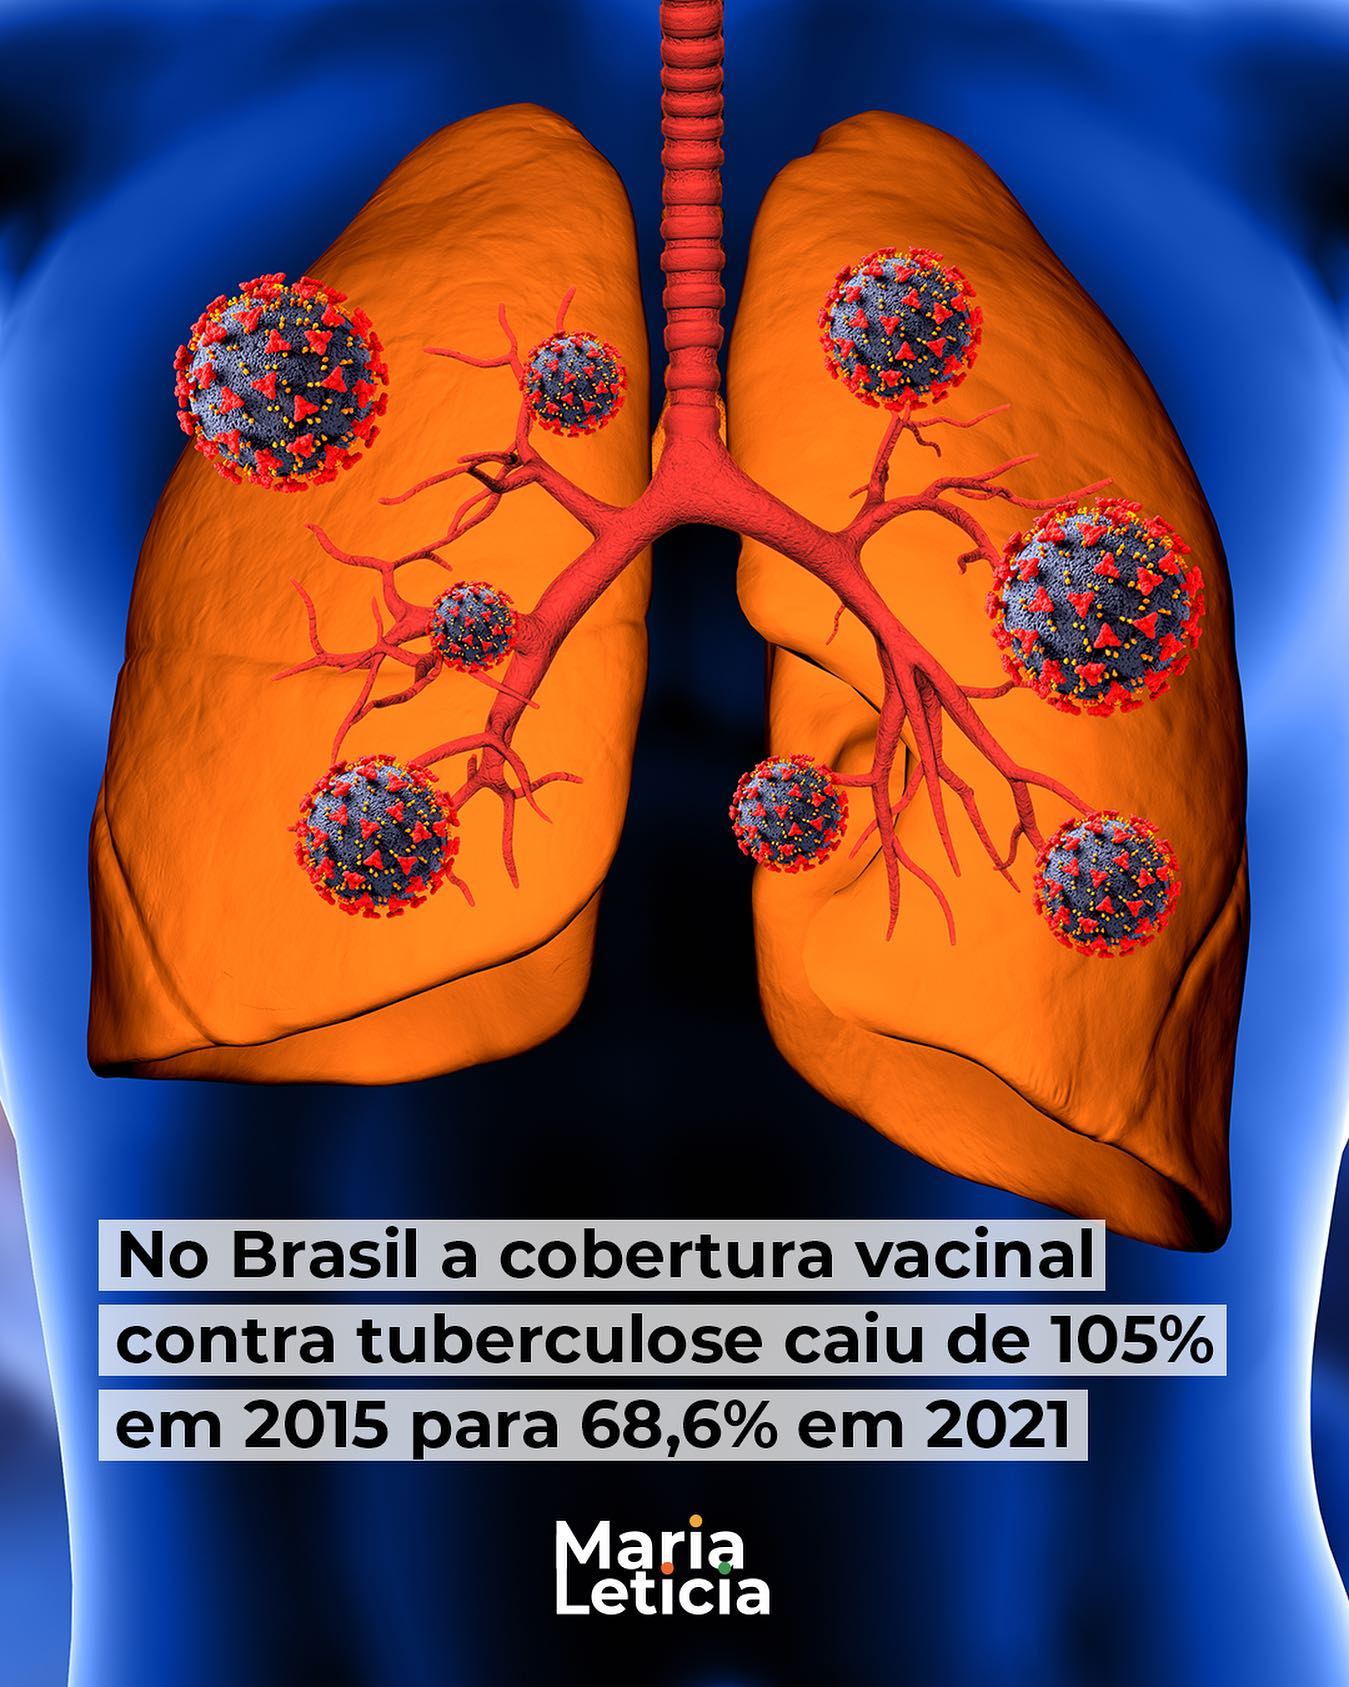 No Brasil a cobertura vacinal
contra tuberculose caiu de 105%
em 2015 para 68,6% em 2021
Maria
Leticia